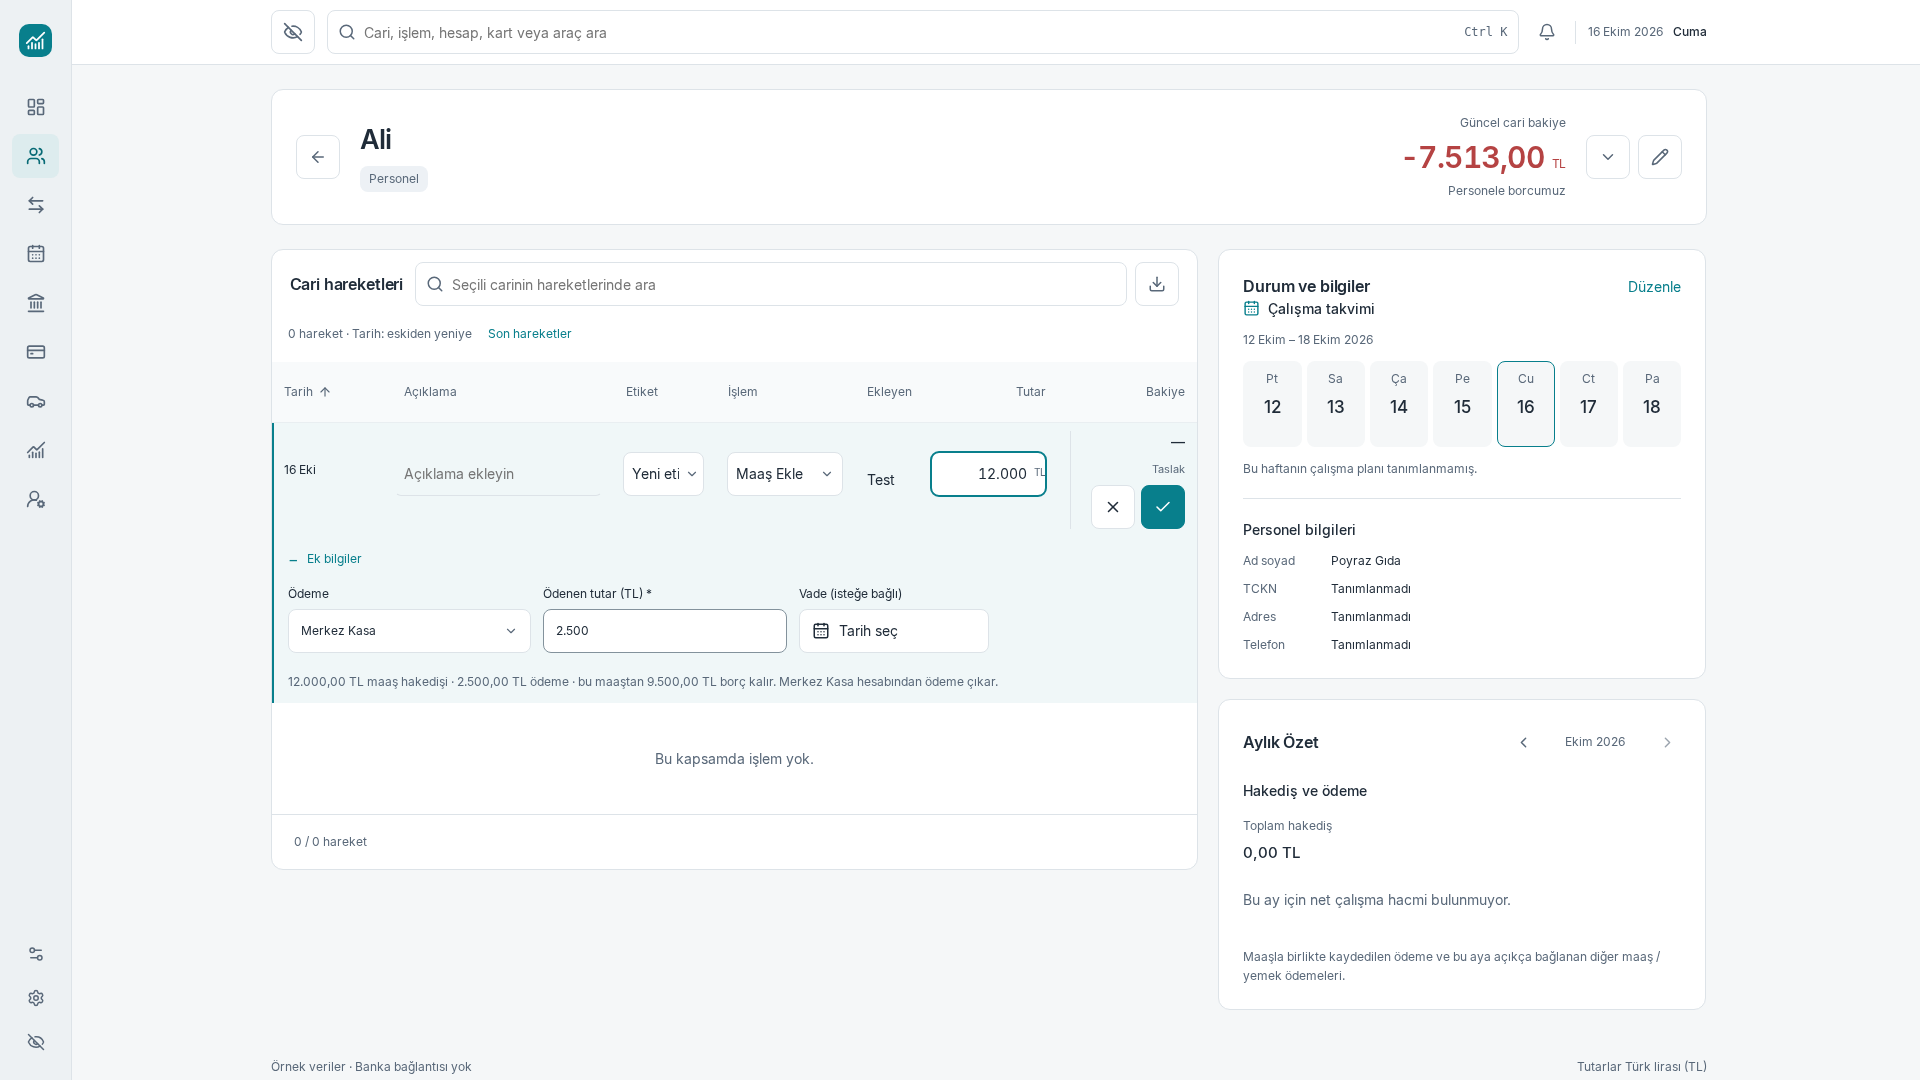 Cari, işlem, hesap, kart veya araç ara
Ctrl K
16 Ekim 2026 Cuma
Ali
Personel
Güncel cari bakiye
-7.513,00 TL
Personele borcumuz
Cari hareketleri
Seçili carinin hareketlerinde ara
0 hareket · Tarih: eskiden yeniye Son hareketler
Tarih Açıklama Etiket İşlem Ekleyen Tutar Bakiye
16 Eki Açıklama ekleyin Yeni eti Maaş Ekle Test 12.000 TL
—
Taslak
– Ek bilgiler
Ödeme Ödenen tutar (TL) * Vade (isteğe bağlı)
Merkez Kasa 2.500 Tarih seç
12.000,00 TL maaş hakedişi · 2.500,00 TL ödeme · bu maaştan 9.500,00 TL borç kalır. Merkez Kasa hesabından ödeme çıkar.
Bu kapsamda işlem yok.
0 / 0 hareket
Durum ve bilgiler Düzenle
Çalışma takvimi
12 Ekim – 18 Ekim 2026
Pt Sa Ça Pe Cu Ct Pa
12 13 14 15 16 17 18
Bu haftanın çalışma planı tanımlanmamış.
Personel bilgileri
Ad soyad Poyraz Gıda
TCKN Tanımlanmadı
Adres Tanımlanmadı
Telefon Tanımlanmadı
Aylık Özet Ekim 2026
Hakediş ve ödeme
Toplam hakediş
0,00 TL
Bu ay için net çalışma hacmi bulunmuyor.
Maaşla birlikte kaydedilen ödeme ve bu aya açıkça bağlanan diğer maaş /
yemek ödemeleri.
Örnek veriler · Banka bağlantısı yok
Tutarlar Türk lirası (TL)